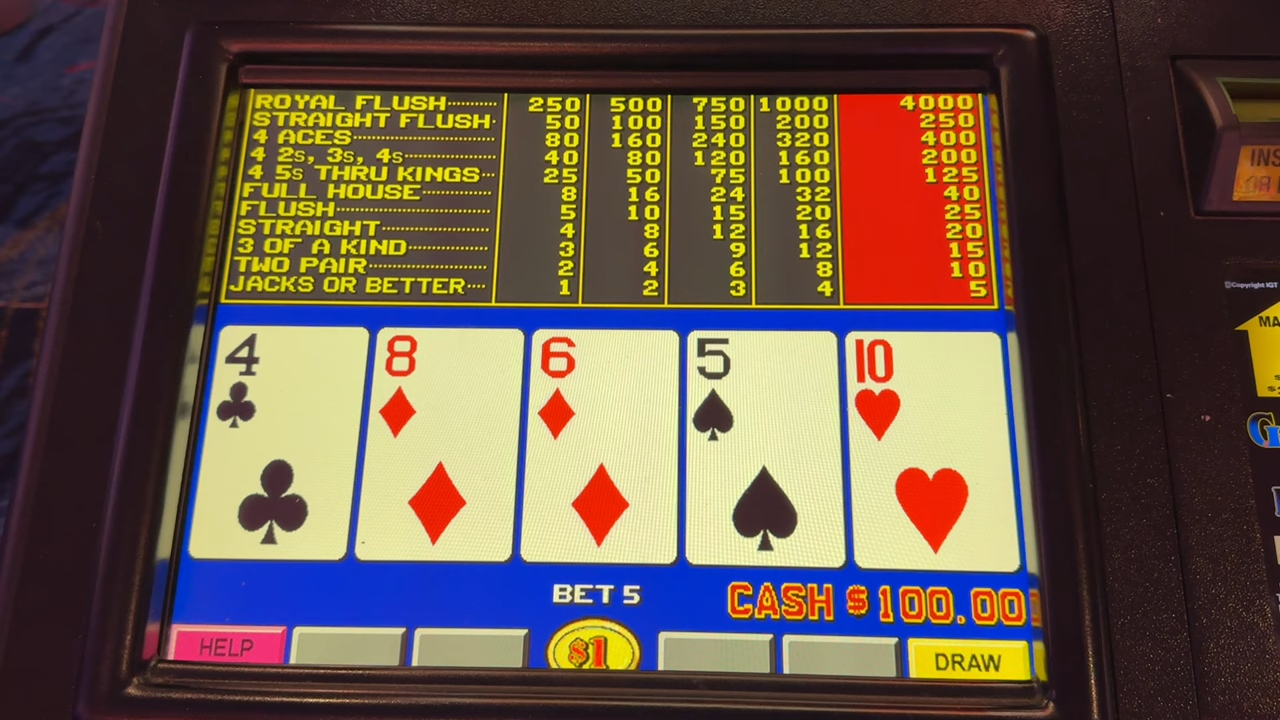 ROYAL FLUSH 250 500 750 1000 4000
STRAIGHT FLUSH 50 100 150 200 250
4 ACES 80 160 240 320 400
4 2s, 3s, 4s 40 80 120 160 200
4 5s THRU KINGS 25 50 75 100 125
FULL HOUSE 8 16 24 32 40
FLUSH 5 10 15 20 25
STRAIGHT 4 8 12 16 20
3 OF A KIND 3 6 9 12 15
TWO PAIR 2 4 6 8 10
JACKS OR BETTER 1 2 3 4 5
4 8 6 5 10
BET 5
CASH $100.00
HELP $1 DRAW
INS
©Copyright IGT
MA